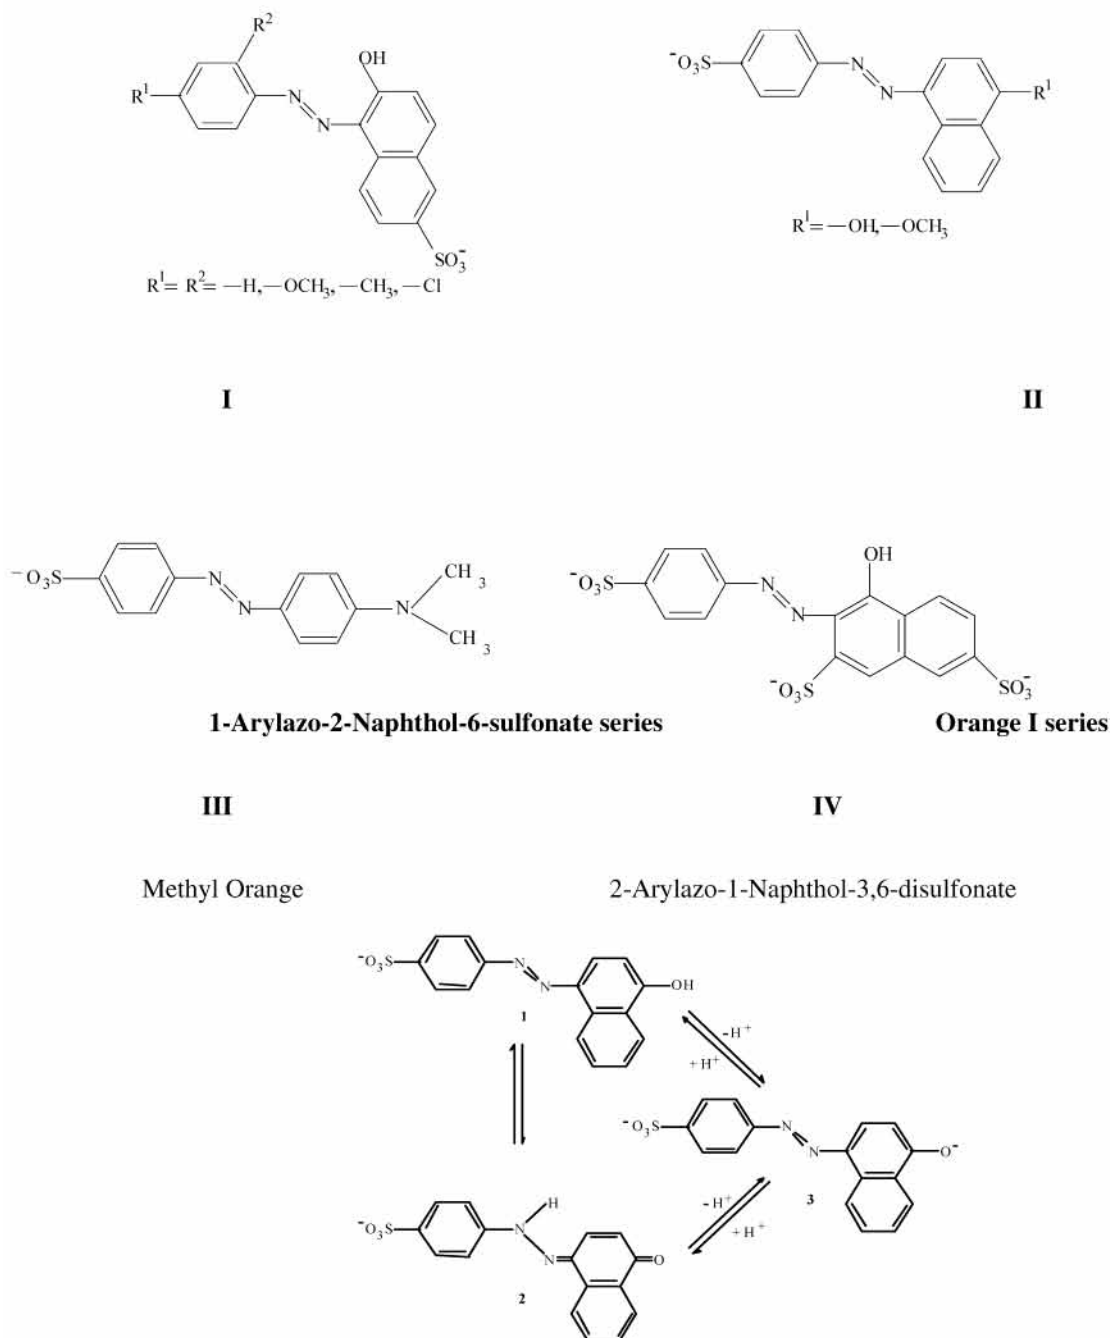 R²
OH
R¹
N
N
SO₃⁻
R¹= R²= —H,—OCH₃,—CH₃, —Cl
⁻O₃S
N
N
R¹
R¹= —OH,—OCH₃
I
II
⁻O₃S
N
N
N
CH ₃
CH ₃
⁻O₃S
N
N
OH
⁻O₃S
SO₃⁻
1-Arylazo-2-Naphthol-6-sulfonate series
Orange I series
III
IV
Methyl Orange
2-Arylazo-1-Naphthol-3,6-disulfonate
⁻O₃S
N
N
OH
1
-H⁺
+H⁺
⁻O₃S
N
N
O⁻
3
-H⁺
+H⁺
H
⁻O₃S
N
N
O
2